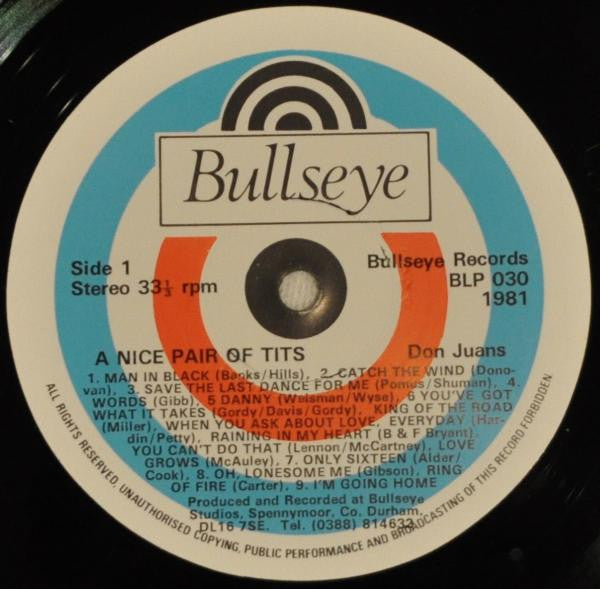 Bullseye
Side 1
Stereo 33⅓ rpm
Bullseye Records
BLP 030
1981
A NICE PAIR OF TITS
Don Juans
1. MAN IN BLACK (Banks/Hills), 2. CATCH THE WIND (Dono-
van), 3. SAVE THE LAST DANCE FOR ME (Pomus/Shuman), 4.
WORDS (Gibb), 5 DANNY (Weisman/Wyse), 6 YOU'VE GOT
WHAT IT TAKES (Gordy/Davis/Gordy), KING OF THE ROAD
(Miller), WHEN YOU ASK ABOUT LOVE, EVERYDAY (Har-
din/Petty), RAINING IN MY HEART (B & F Bryant),
YOU CAN'T DO THAT (Lennon/McCartney), LOVE
GROWS (McAuley), 7. ONLY SIXTEEN (Alder/
Cook), 8. OH, LONESOME ME (Gibson), RING
OF FIRE (Carter), 9. I'M GOING HOME
Produced and Recorded at Bullseye
Studios, Spennymoor, Co. Durham,
DL16 7SE. Tel. (0388) 814632
ALL RIGHTS RESERVED, UNAUTHORISED COPYING, PUBLIC PERFORMANCE AND BROADCASTING OF THIS RECORD FORBIDDEN.